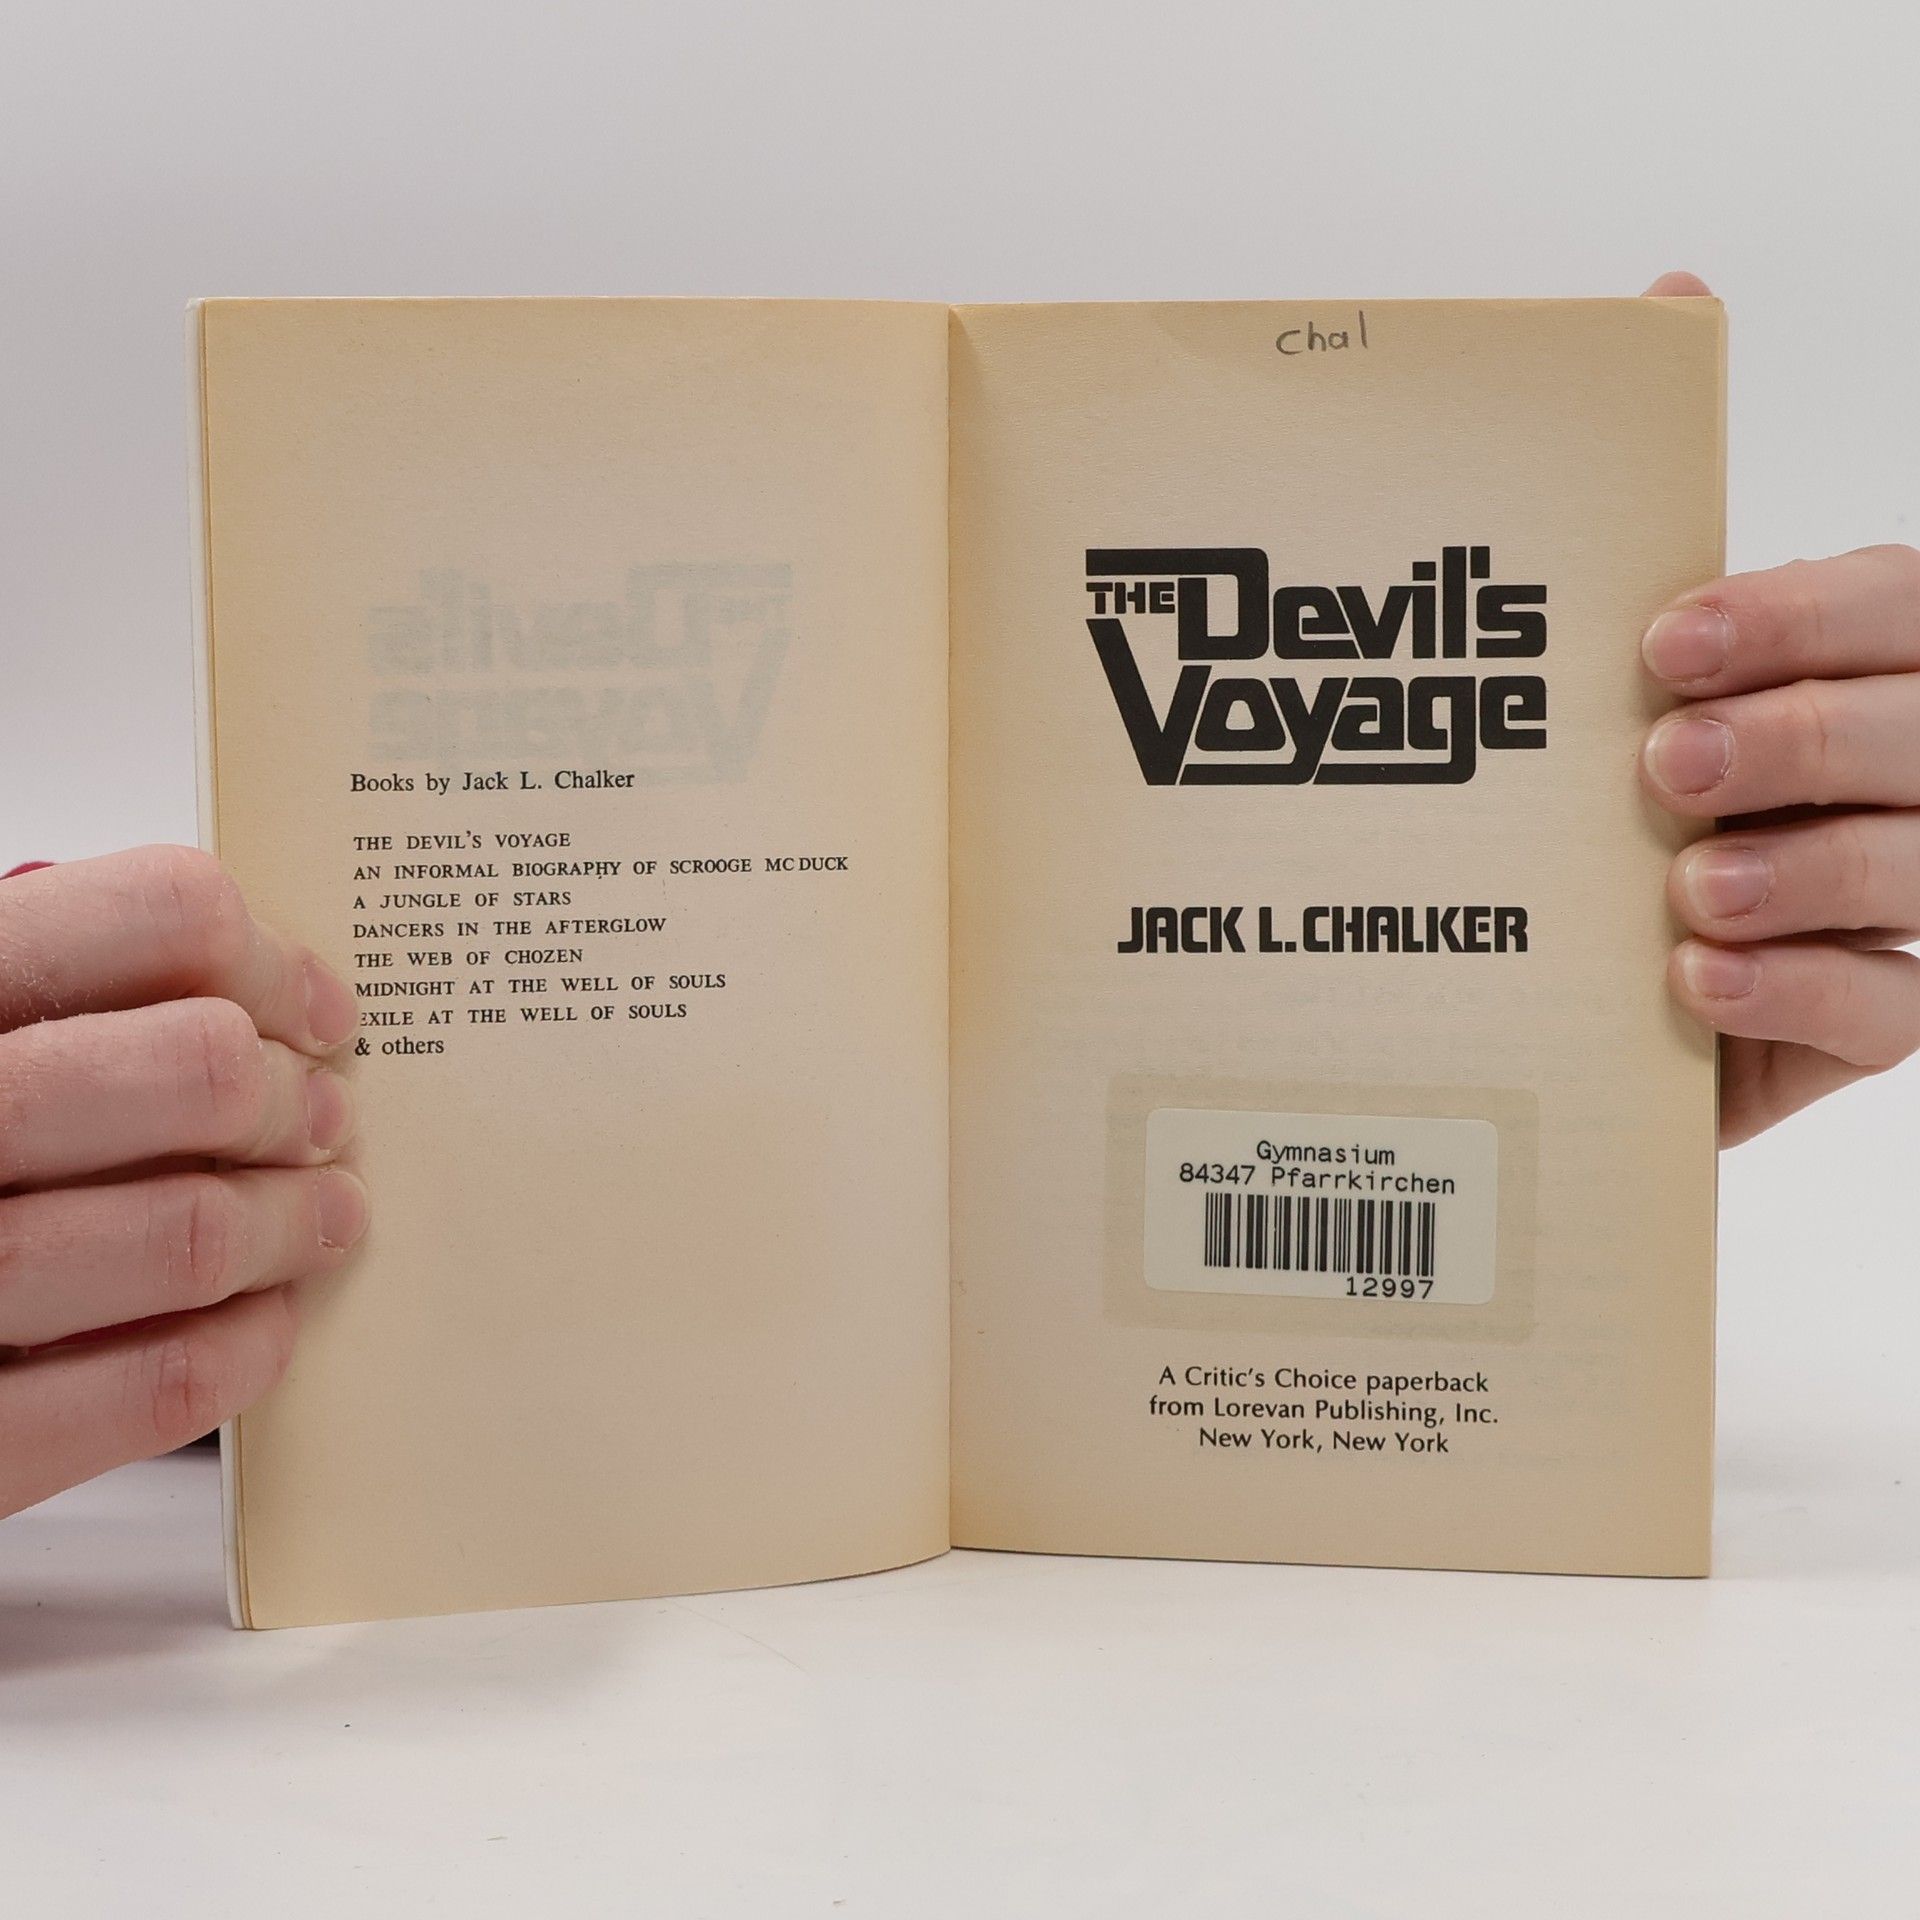 Books by Jack L. Chalker
THE DEVIL'S VOYAGE
AN INFORMAL BIOGRAPHY OF SCROOGE MC DUCK
A JUNGLE OF STARS
DANCERS IN THE AFTERGLOW
THE WEB OF CHOZEN
MIDNIGHT AT THE WELL OF SOULS
EXILE AT THE WELL OF SOULS
& others
chal
THE Devil's
Voyage
JACK L. CHALKER
Gymnasium
84347 Pfarrkirchen
12997
A Critic's Choice paperback
from Lorevan Publishing, Inc.
New York, New York